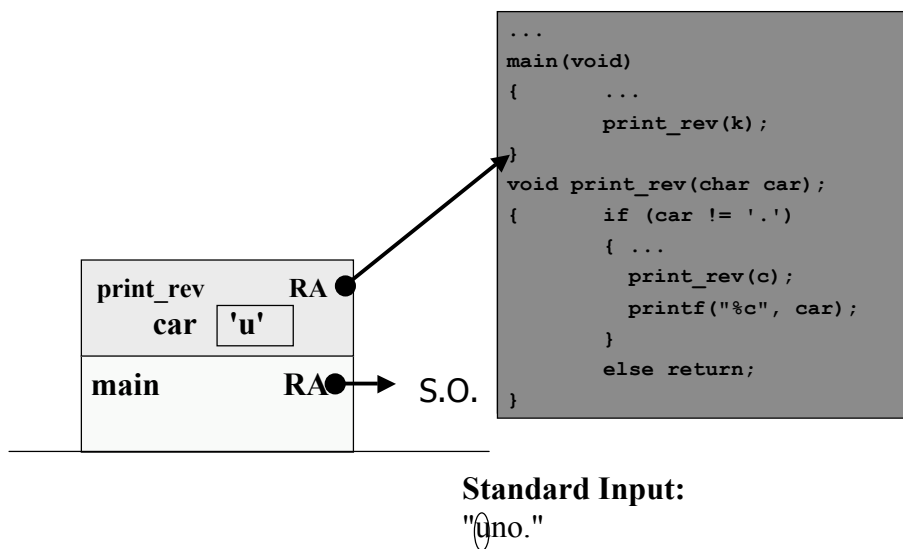 ...
main(void)
{ ...
print_rev(k);
}
void print_rev(char car);
{ if (car != '.')
{ ...
print_rev(c);
printf("%c", car);
}
else return;
}
print_rev RA
car 'u'
main RA
S.O.
Standard Input:
"uno."